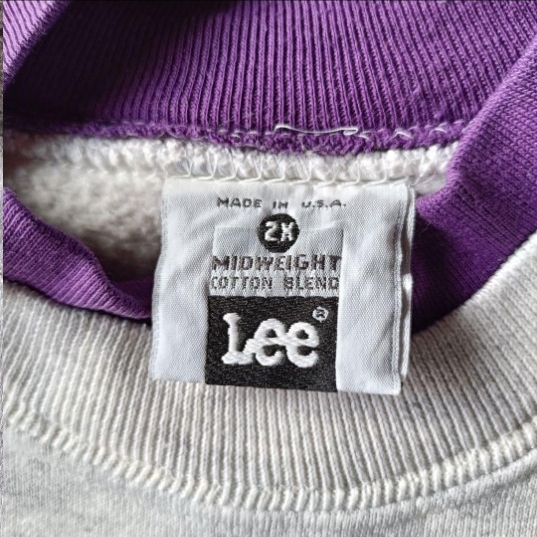 MADE IN U.S.A.
2X
MIDWEIGHT
COTTON BLEND
Lee®